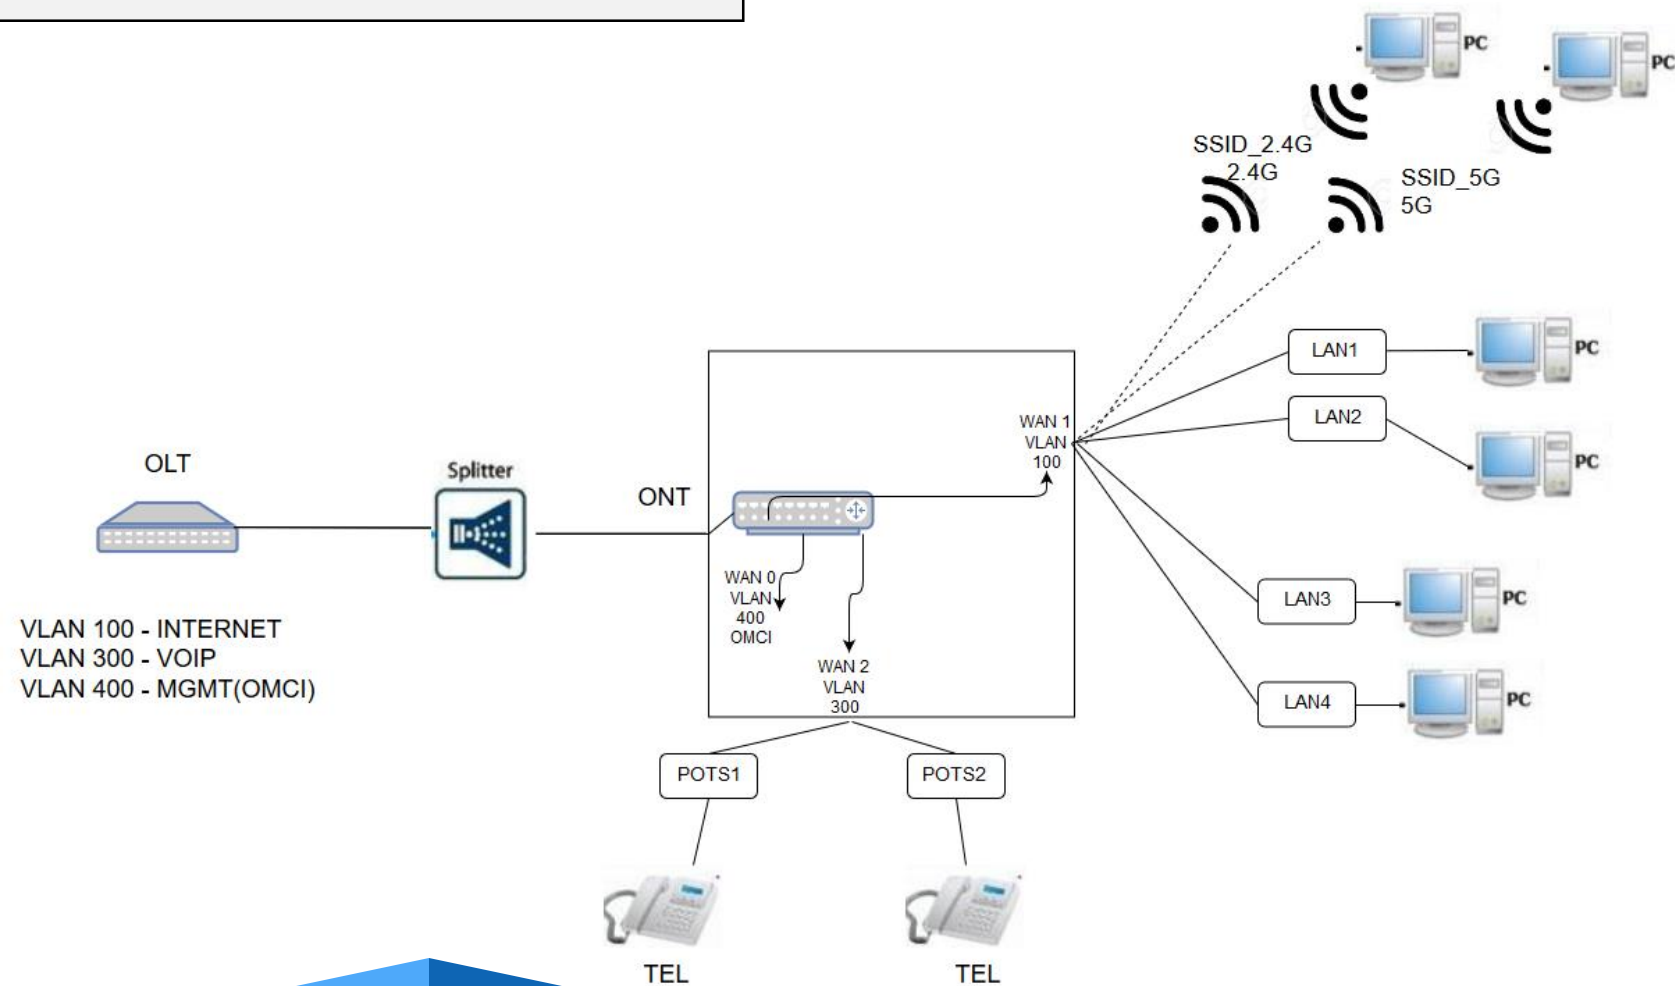 PC
PC
SSID_2.4G
2.4G
SSID_5G
5G
LAN1
PC
LAN2
PC
WAN 1
VLAN
100
OLT
Splitter
ONT
WAN 0
VLAN
400
OMCI
LAN3
PC
VLAN 100 - INTERNET
VLAN 300 - VOIP
VLAN 400 - MGMT(OMCI)
WAN 2
VLAN
300
LAN4
PC
POTS1
POTS2
TEL
TEL